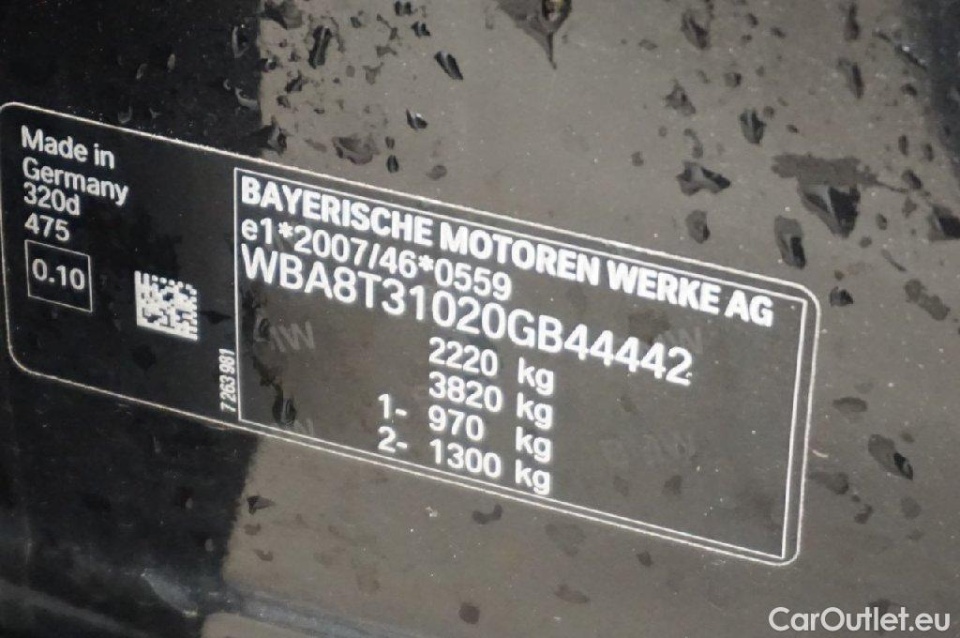 Made in
Germany
320d
475
0.10
7 263 981
BAYERISCHE MOTOREN WERKE AG
e1*2007/46*0559
WBA8T31020GB44442
2220 kg
3820 kg
1- 970 kg
2- 1300 kg
CarOutlet.eu